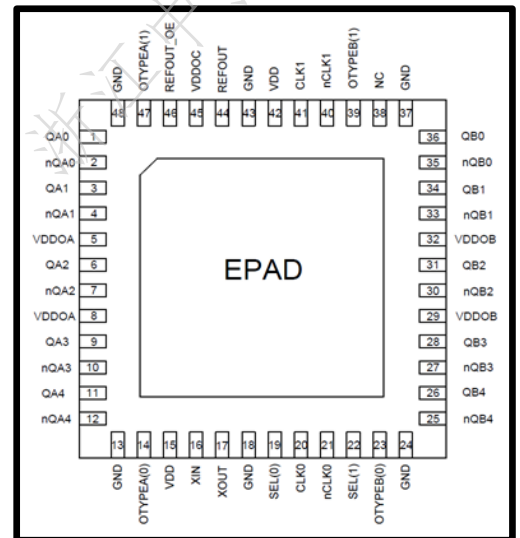 GND OTYPEA(1) REFOUT_OE VDDOC REFOUT GND VDD CLK1 nCLK1 OTYPEB(1) NC GND
48 47 46 45 44 43 42 41 40 39 38 37
QA0 1 36 QB0
nQA0 2 35 nQB0
QA1 3 34 QB1
nQA1 4 33 nQB1
VDDOA 5 32 VDDOB
QA2 6 31 QB2
nQA2 7 30 nQB2
VDDOA 8 29 VDDOB
QA3 9 28 QB3
nQA3 10 27 nQB3
QA4 11 26 QB4
nQA4 12 25 nQB4
EPAD
13 14 15 16 17 18 19 20 21 22 23 24
GND OTYPEA(0) VDD XIN XOUT GND SEL(0) CLK0 nCLK0 SEL(1) OTYPEB(0) GND
浙江中